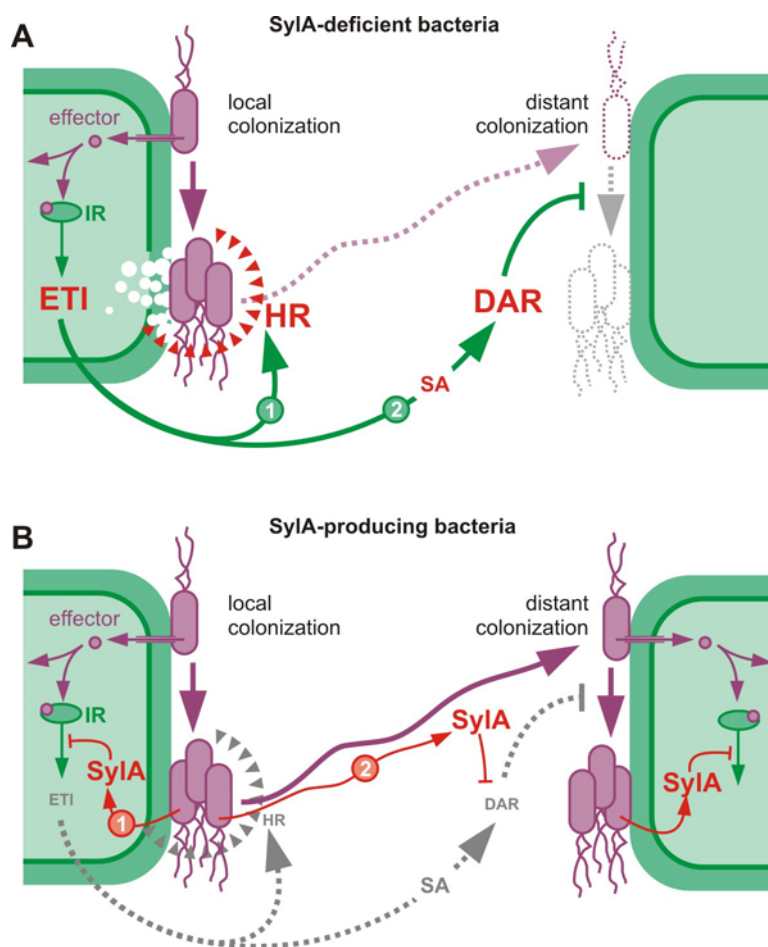 A
SylA-deficient bacteria
effector
local
colonization
distant
colonization
IR
ETI
HR
DAR
SA
1
2
B
SylA-producing bacteria
effector
local
colonization
distant
colonization
IR
SylA
ETI
1
HR
2
SylA
DAR
SA
SylA